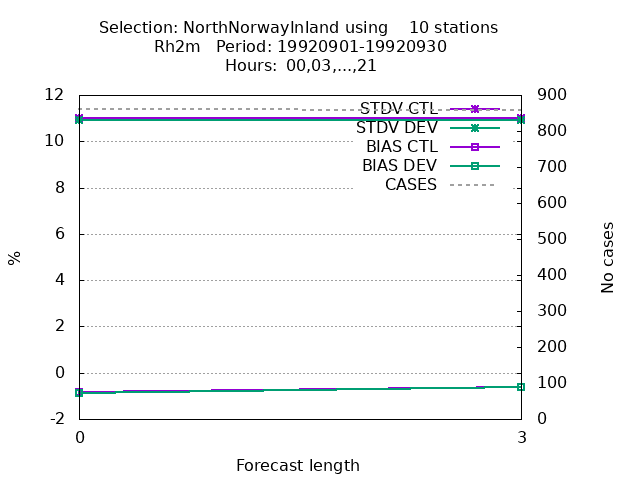 Selection: NorthNorwayInland using    10 stations
Rh2m   Period: 19920901-19920930
Hours:  00,03,...,21
12
10
8
6
4
2
0
-2
%
STDV CTL
STDV DEV
BIAS CTL
BIAS DEV
CASES
900
800
700
600
500
400
300
200
100
0
No cases
0
3
Forecast length